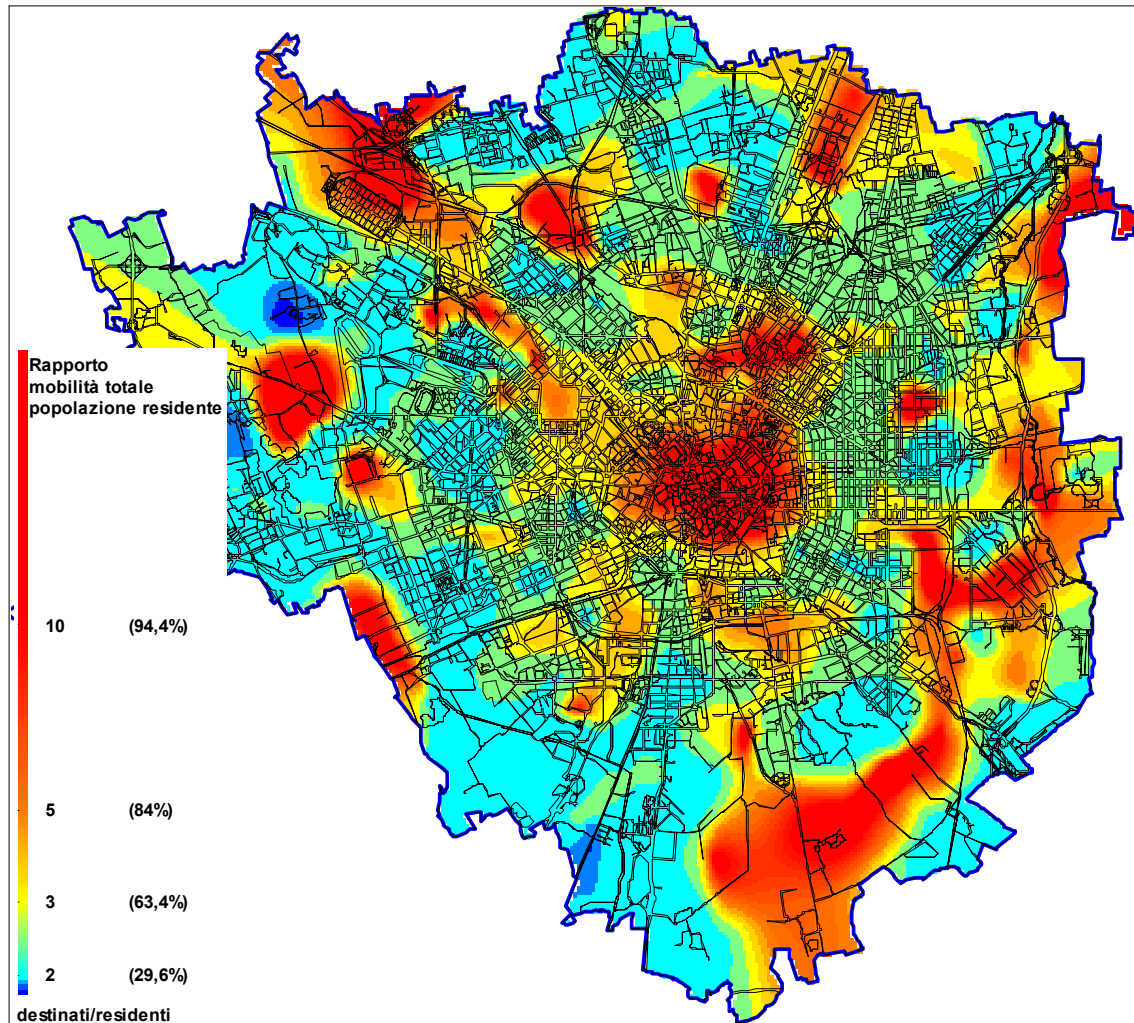 Rapporto
mobilità totale
popolazione residente
10 (94,4%)
5 (84%)
3 (63,4%)
2 (29,6%)
destinati/residenti